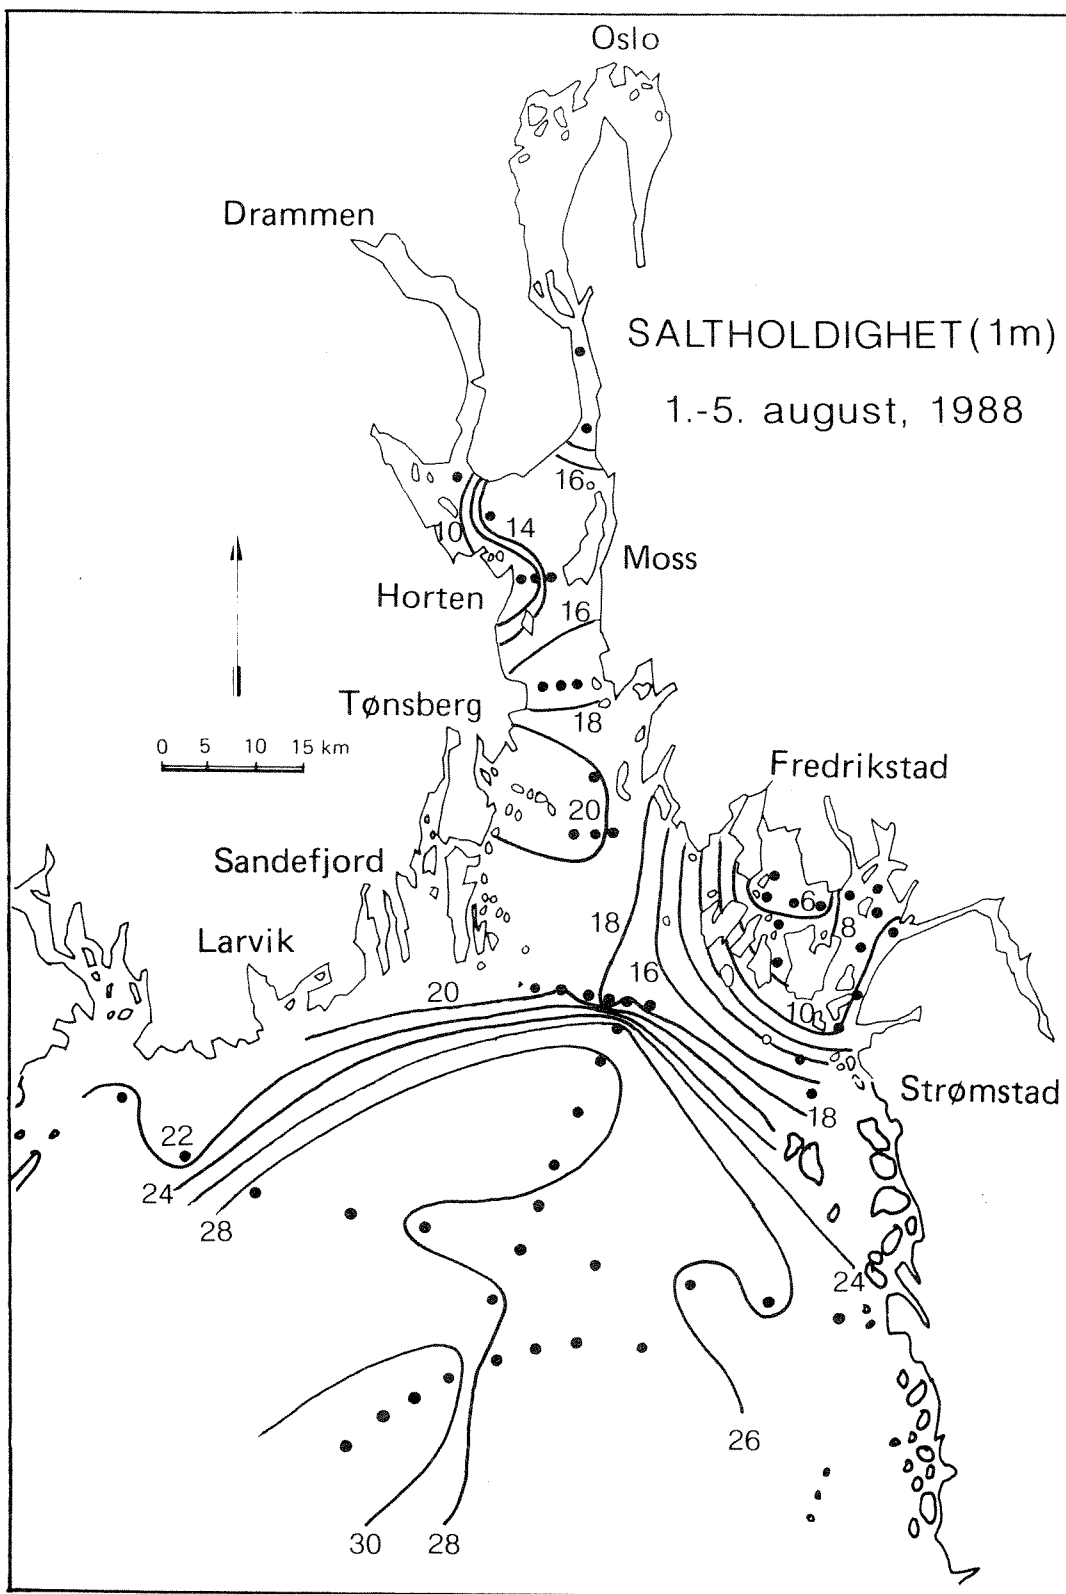 Oslo
Drammen
SALTHOLDIGHET (1m)
1.-5. august, 1988
16
10
14
Moss
Horten
16
Tønsberg
18
0 5 10 15 km
Fredrikstad
20
Sandefjord
6
8
18
Larvik
16
20
10
Strømstad
18
22
24
28
24
26
30
28